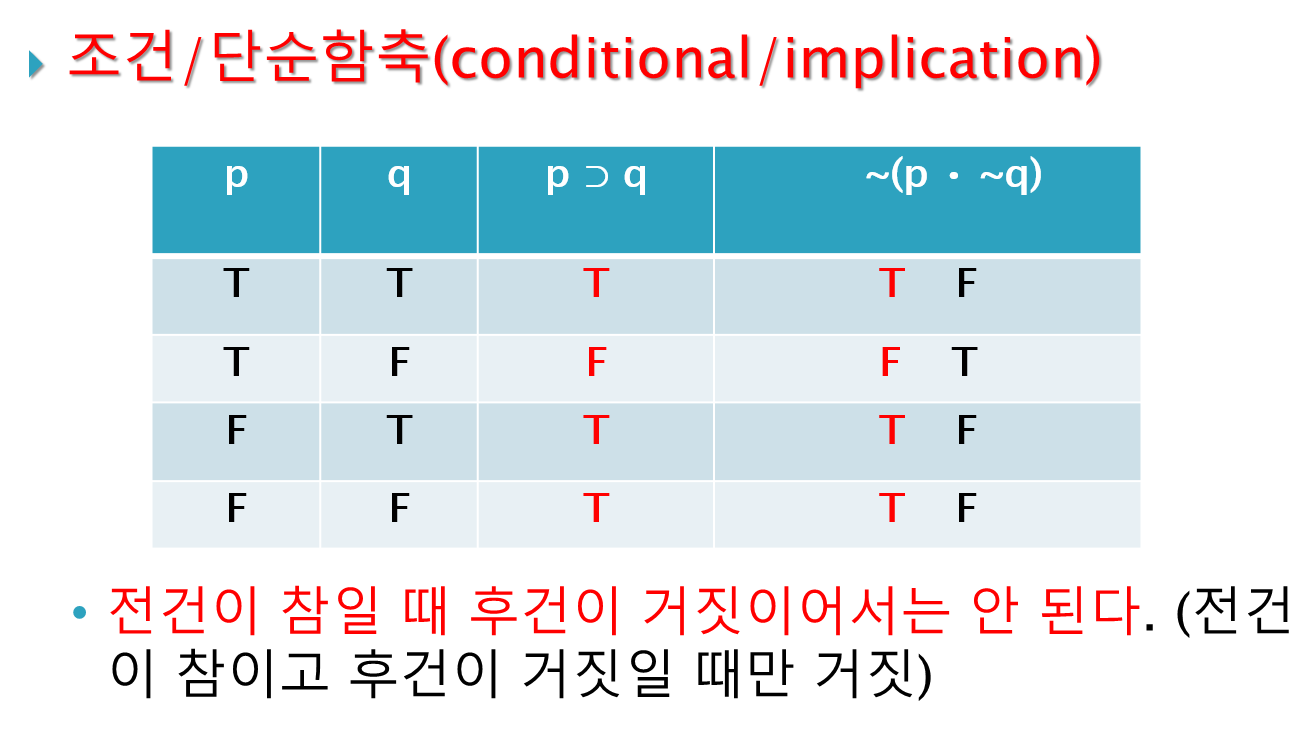 조건/단순함축(conditional/implication)
p q p ⊃ q ~(p · ~q)
T T T T F
T F F F T
F T T T F
F F T T F
전건이 참일 때 후건이 거짓이어서는 안 된다. (전건
이 참이고 후건이 거짓일 때만 거짓)